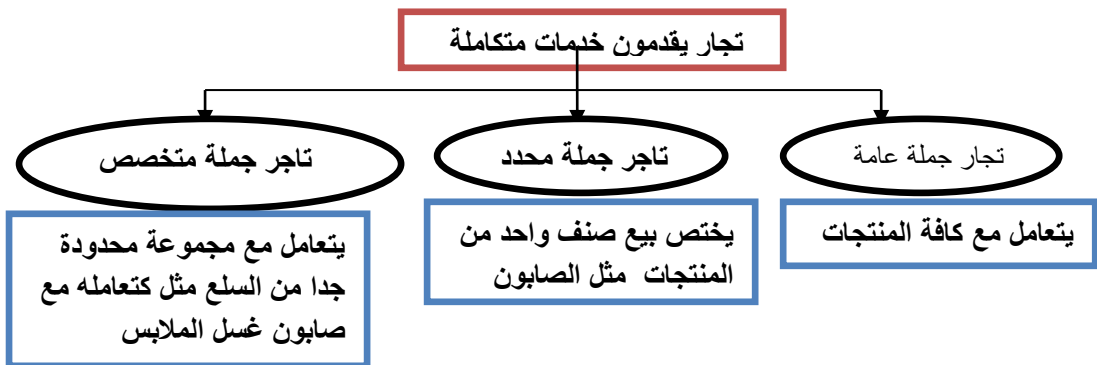 تجار يقدمون خدمات متكاملة
تجار جملة عامة
تاجر جملة محدد
تاجر جملة متخصص
يتعامل مع كافة المنتجات
يختص بيع صنف واحد من
المنتجات مثل الصابون
يتعامل مع مجموعة محدودة
جدا من السلع مثل كتعامله مع
صابون غسل الملابس